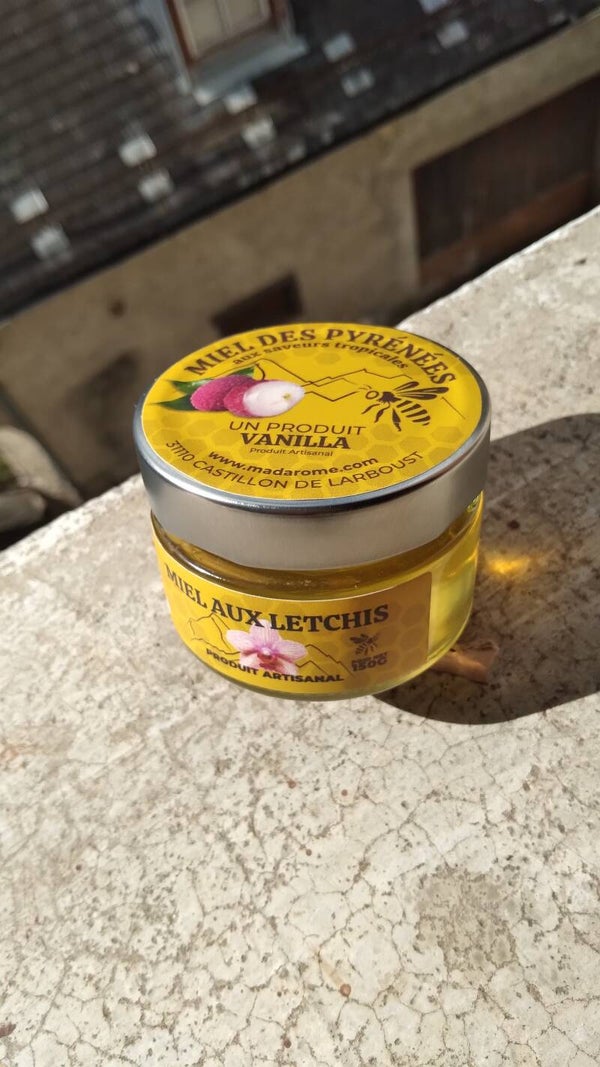 MIEL DES PYRÉNÉES
aux saveurs tropicales
UN PRODUIT
VANILLA
Produit Artisanal
www.madarome.com
31110 CASTILLON DE LARBOUST
MIEL AUX LETCHIS
PRODUIT ARTISANAL
150G